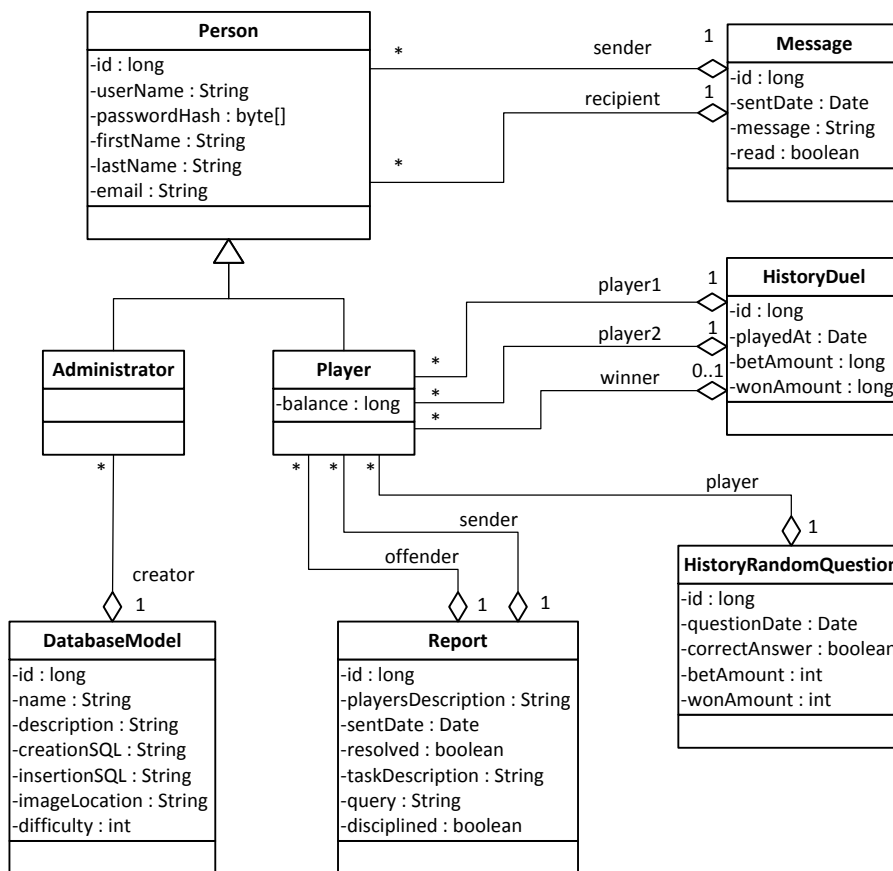 Person
-id : long
-userName : String
-passwordHash : byte[]
-firstName : String
-lastName : String
-email : String
*
sender
1
*
recipient
1
Message
-id : long
-sentDate : Date
-message : String
-read : boolean
Administrator
Player
-balance : long
*
player1
1
*
player2
1
*
winner
0..1
HistoryDuel
-id : long
-playedAt : Date
-betAmount : long
-wonAmount : long
*
creator
1
*
offender
1
*
sender
1
*
player
1
DatabaseModel
-id : long
-name : String
-description : String
-creationSQL : String
-insertionSQL : String
-imageLocation : String
-difficulty : int
Report
-id : long
-playersDescription : String
-sentDate : Date
-resolved : boolean
-taskDescription : String
-query : String
-disciplined : boolean
HistoryRandomQuestion
-id : long
-questionDate : Date
-correctAnswer : boolean
-betAmount : int
-wonAmount : int